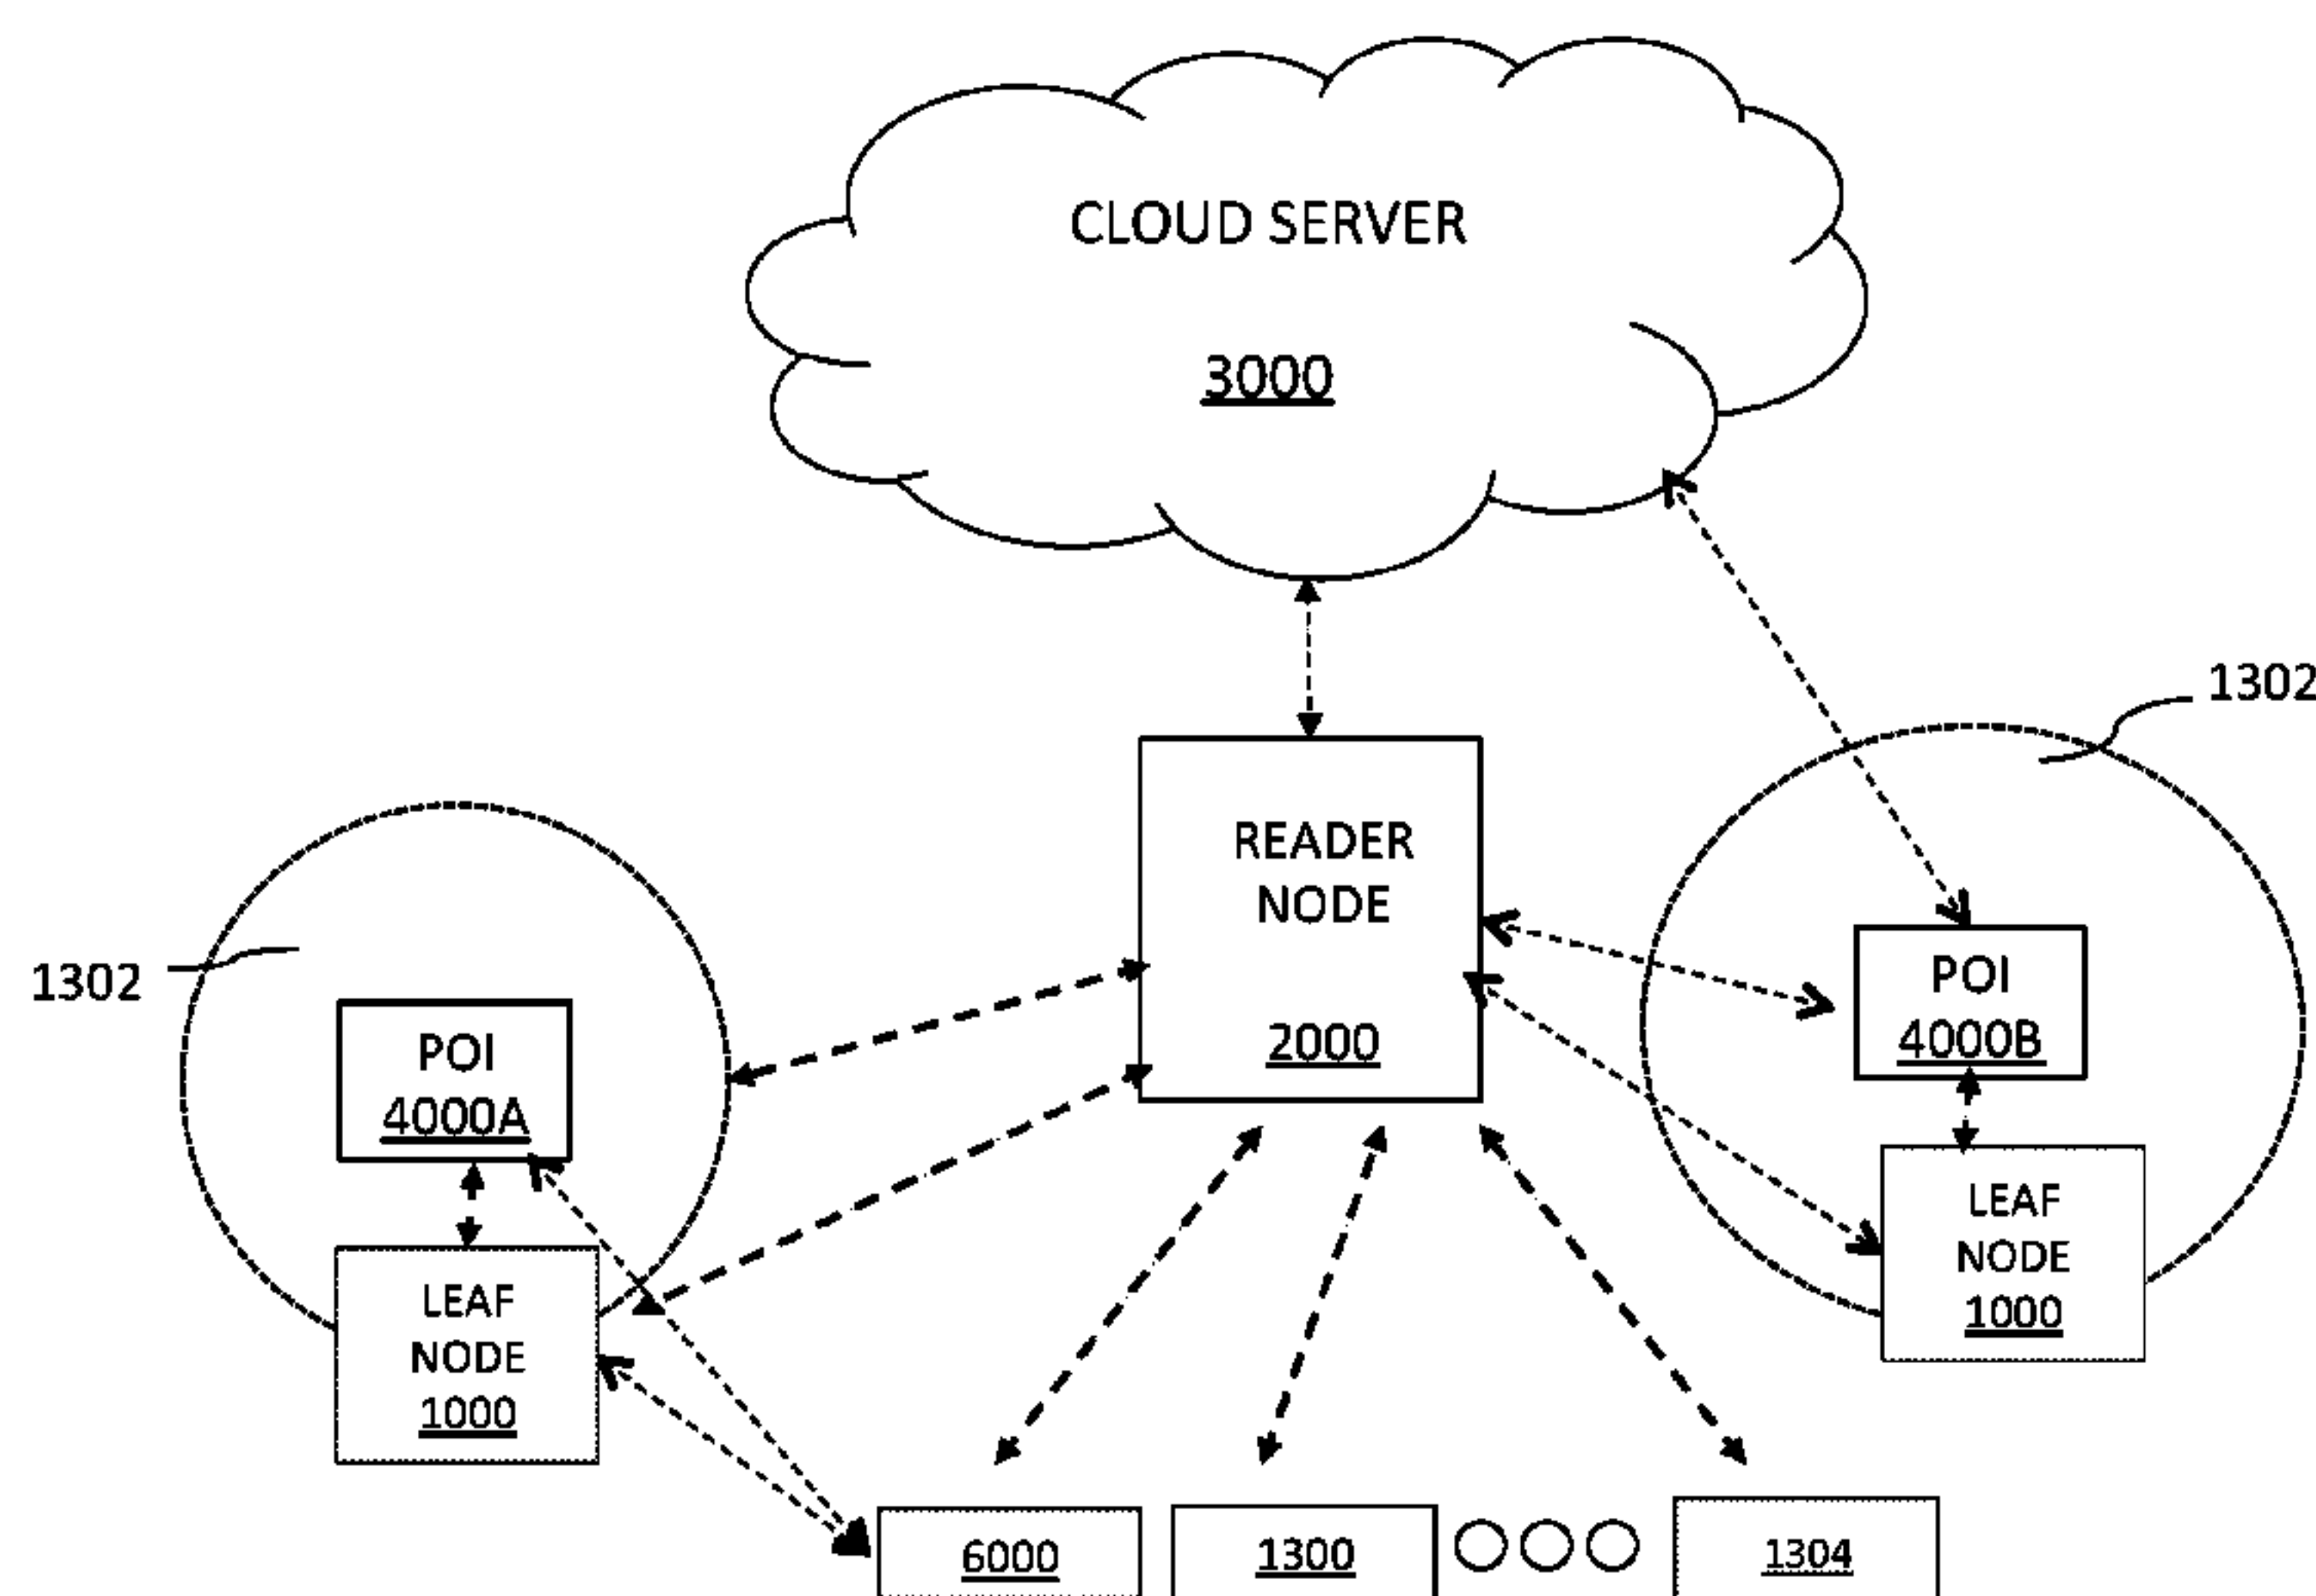 CLOUD SERVER
3000
1302
READER
NODE
2000
1302
POI
4000A
POI
4000B
LEAF
NODE
1000
LEAF
NODE
1000
6000
1300
1304